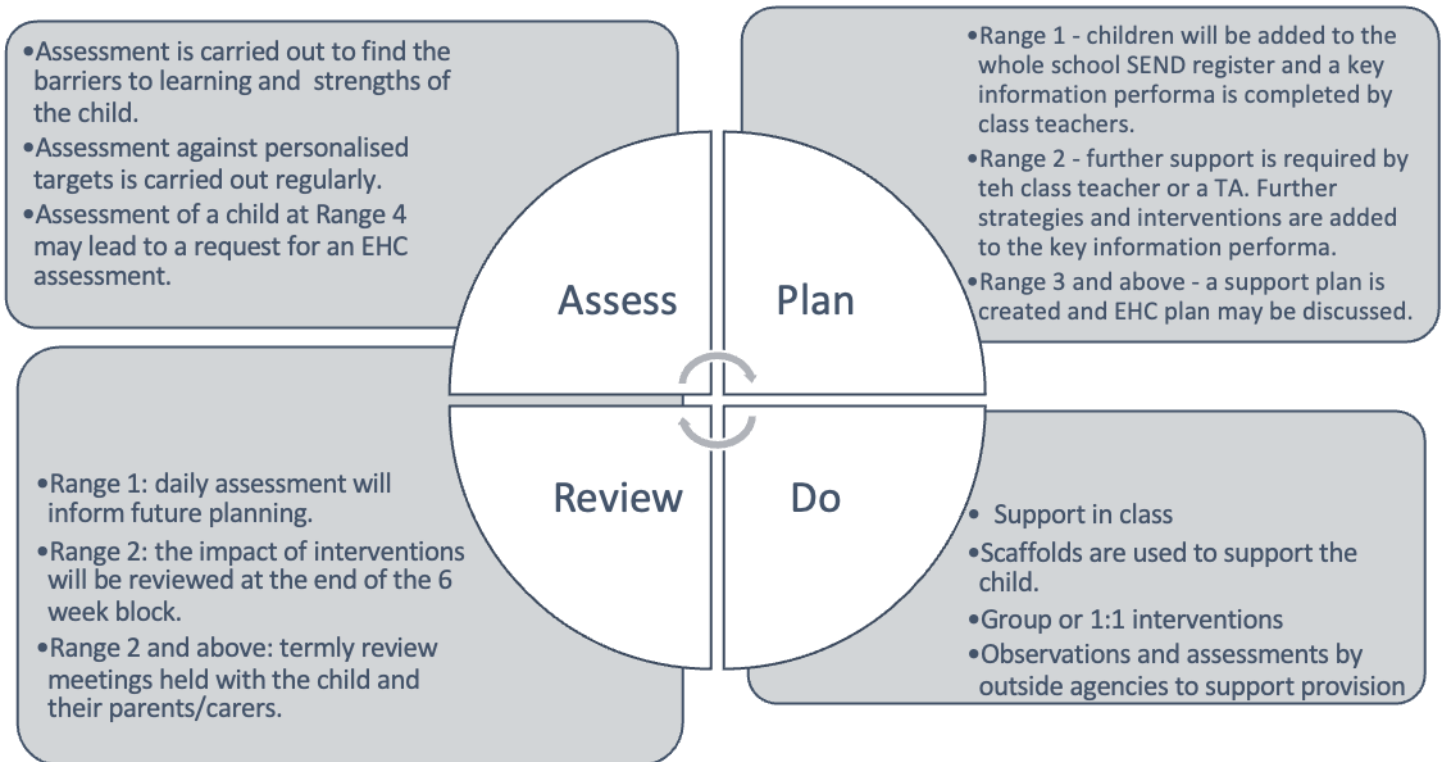 •Assessment is carried out to find the
barriers to learning and  strengths of
the child.
•Assessment against personalised
targets is carried out regularly.
•Assessment of a child at Range 4
may lead to a request for an EHC
assessment.
•Range 1 - children will be added to the
whole school SEND register and a key
information performa is completed by
class teachers.
•Range 2 - further support is required by
teh class teacher or a TA. Further
strategies and interventions are added
to the key information performa.
•Range 3 and above - a support plan is
created and EHC plan may be discussed.
Assess
Plan
Review
Do
•Range 1: daily assessment will
inform future planning.
•Range 2: the impact of interventions
will be reviewed at the end of the 6
week block.
•Range 2 and above: termly review
meetings held with the child and
their parents/carers.
• Support in class
•Scaffolds are used to support the
child.
•Group or 1:1 interventions
•Observations and assessments by
outside agencies to support provision